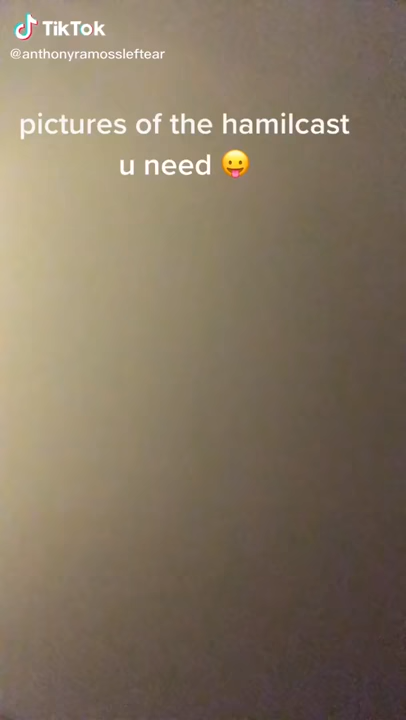 TikTok
@anthonyramossleftear
pictures of the hamilcast
u need 😛